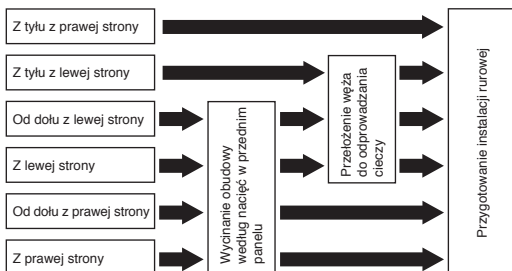 Z tyłu z prawej strony
Z tyłu z lewej strony
Od dołu z lewej strony
Z lewej strony
Od dołu z prawej strony
Z prawej strony
Wycinanie obudowy
według nacięć w przednim
panelu
Przełożenie węża
do odprowadzania
cieczy
Przygotowanie instalacji rurowej